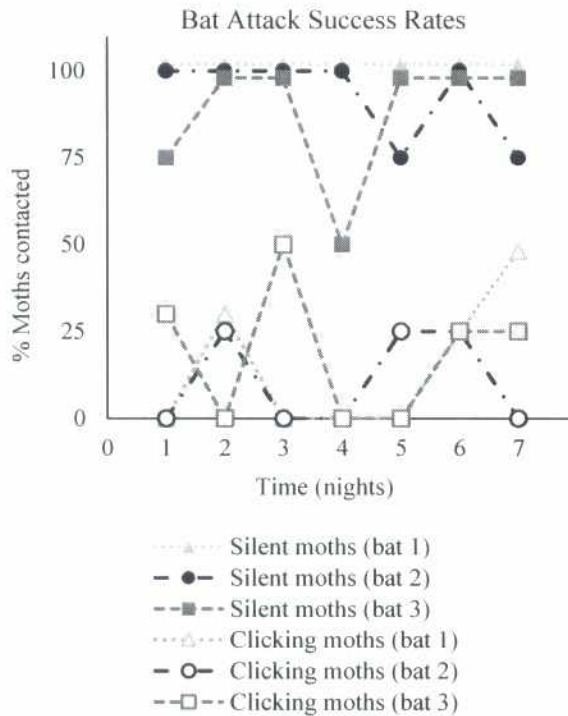 Bat Attack Success Rates
100
75
50
25
0
% Moths contacted
0 1 2 3 4 5 6 7
Time (nights)
Silent moths (bat 1)
Silent moths (bat 2)
Silent moths (bat 3)
Clicking moths (bat 1)
Clicking moths (bat 2)
Clicking moths (bat 3)